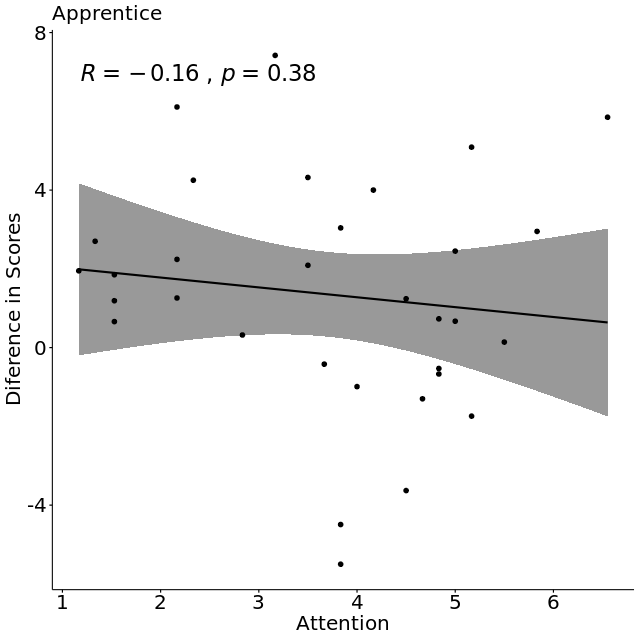 Apprentice
R = −0.16 , p = 0.38
8
4
0
-4
Diference in Scores
1 2 3 4 5 6
Attention